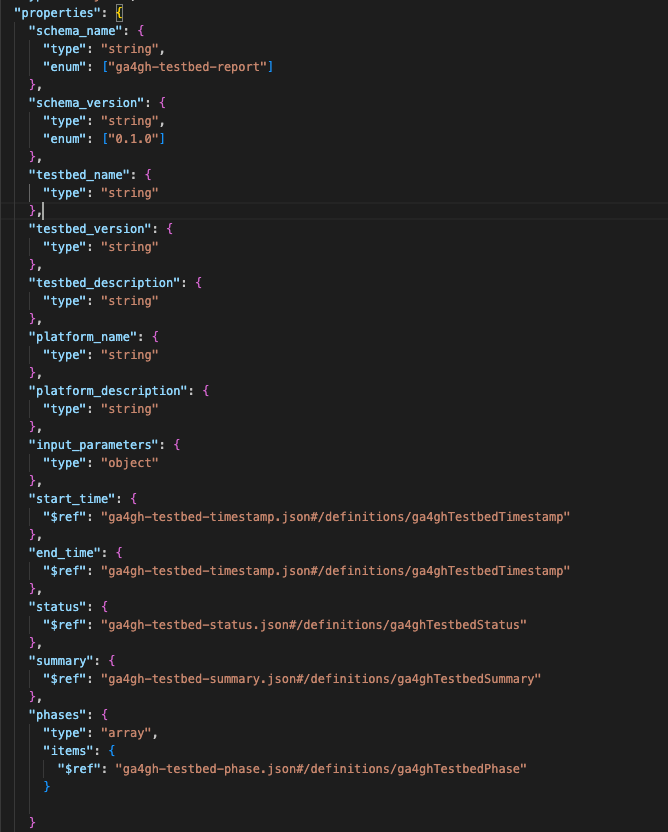 "properties": {
"schema_name": {
"type": "string",
"enum": ["ga4gh-testbed-report"]
},
"schema_version": {
"type": "string",
"enum": ["0.1.0"]
},
"testbed_name": {
"type": "string"
},
"testbed_version": {
"type": "string"
},
"testbed_description": {
"type": "string"
},
"platform_name": {
"type": "string"
},
"platform_description": {
"type": "string"
},
"input_parameters": {
"type": "object"
},
"start_time": {
"$ref": "ga4gh-testbed-timestamp.json#/definitions/ga4ghTestbedTimestamp"
},
"end_time": {
"$ref": "ga4gh-testbed-timestamp.json#/definitions/ga4ghTestbedTimestamp"
},
"status": {
"$ref": "ga4gh-testbed-status.json#/definitions/ga4ghTestbedStatus"
},
"summary": {
"$ref": "ga4gh-testbed-summary.json#/definitions/ga4ghTestbedSummary"
},
"phases": {
"type": "array",
"items": {
"$ref": "ga4gh-testbed-phase.json#/definitions/ga4ghTestbedPhase"
}
}